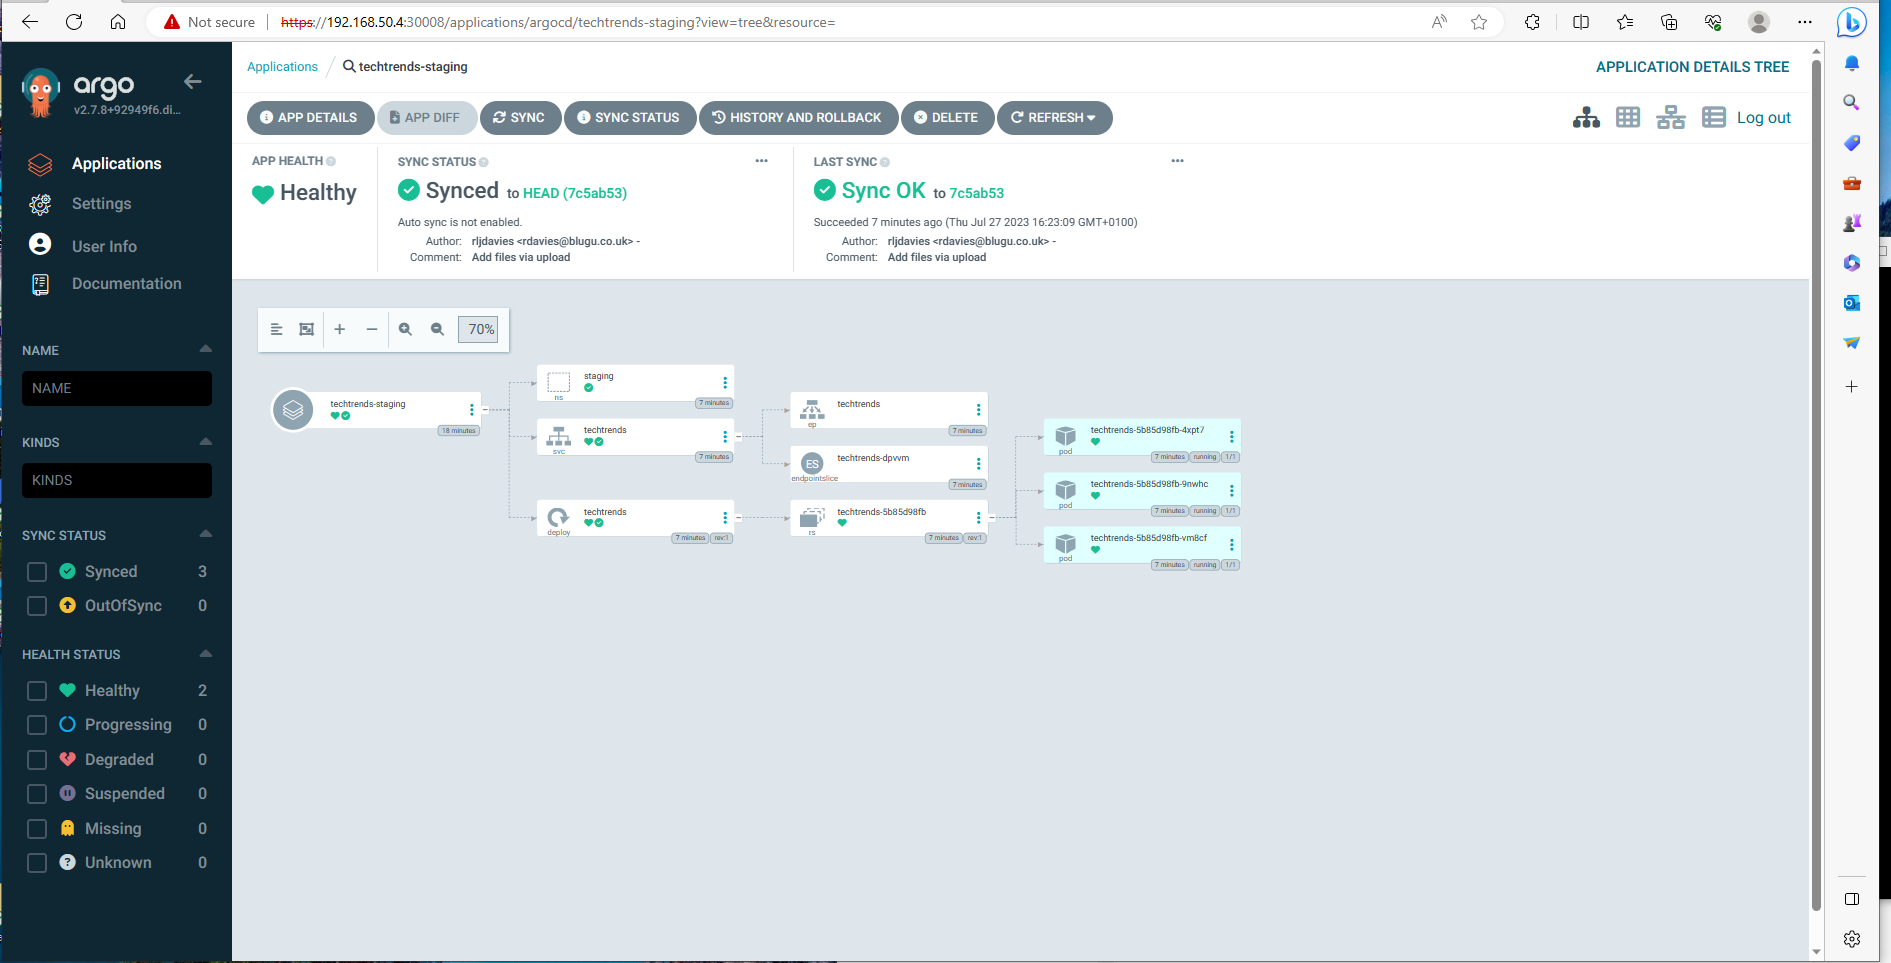 Not secure
https://192.168.50.4:30008/applications/argocd/techtrends-staging?view=tree&resource=
argo
v2.7.8+92949f6.di...
Applications
Settings
User Info
Documentation
NAME
NAME
KINDS
KINDS
SYNC STATUS
Synced 3
OutOfSync 0
HEALTH STATUS
Healthy 2
Progressing 0
Degraded 0
Suspended 0
Missing 0
Unknown 0
Applications / techtrends-staging
APPLICATION DETAILS TREE
APP DETAILS
APP DIFF
SYNC
SYNC STATUS
HISTORY AND ROLLBACK
DELETE
REFRESH
Log out
APP HEALTH
Healthy
SYNC STATUS
Synced to HEAD (7c5ab53)
Auto sync is not enabled.
Author: rljdavies <rdavies@blugu.co.uk> -
Comment: Add files via upload
LAST SYNC
Sync OK to 7c5ab53
Succeeded 7 minutes ago (Thu Jul 27 2023 16:23:09 GMT+0100)
Author: rljdavies <rdavies@blugu.co.uk> -
Comment: Add files via upload
70%
techtrends-staging
18 minutes
staging
ns
7 minutes
techtrends
svc
7 minutes
techtrends
deploy
7 minutes rev:1
techtrends
ep
7 minutes
ES
techtrends-dpvvm
endpointslice
7 minutes
techtrends-5b85d98fb
rs
7 minutes rev:1
techtrends-5b85d98fb-4xpt7
pod
7 minutes running 1/1
techtrends-5b85d98fb-9nwhc
pod
7 minutes running 1/1
techtrends-5b85d98fb-vm8cf
pod
7 minutes running 1/1